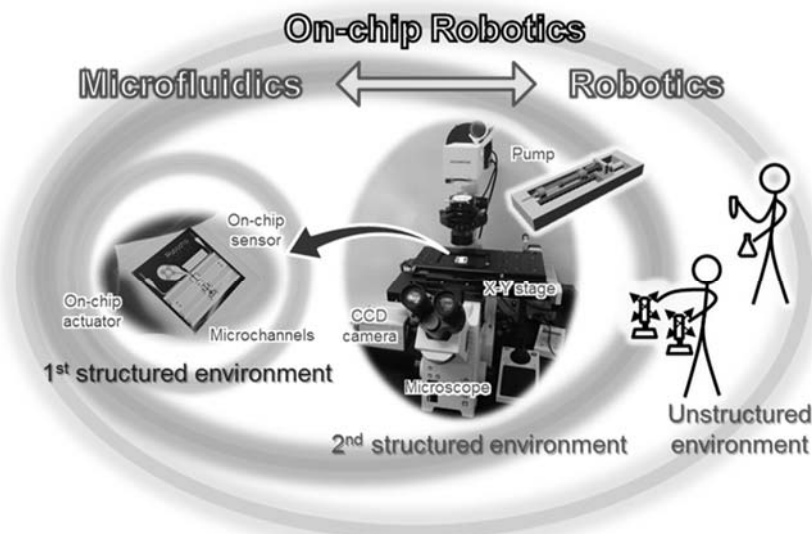 On-chip Robotics
Microfluidics
Robotics
Pump
On-chip
sensor
On-chip
actuator
Microchannels
X-Y stage
CCD
camera
Microscope
1st structured environment
2nd structured environment
Unstructured
environment